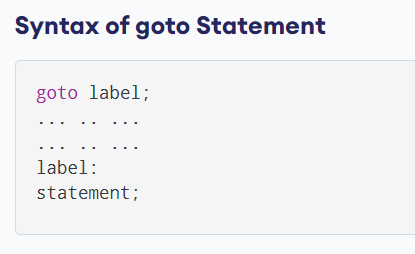 Syntax of goto Statement
goto label;
... .. ...
... .. ...
label:
statement;